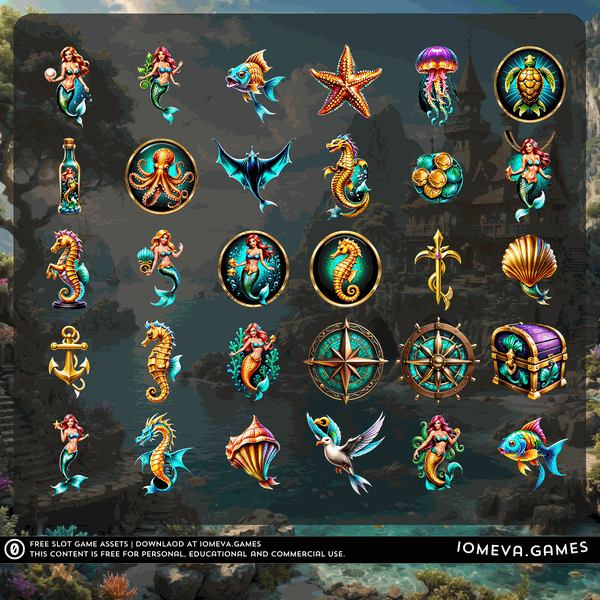 FREE SLOT GAME ASSETS | DOWNLAOD AT IOMEVA.GAMES
THIS CONTENT IS FREE FOR PERSONAL, EDUCATIONAL AND COMMERCIAL USE.
IOMEVA.GAMES